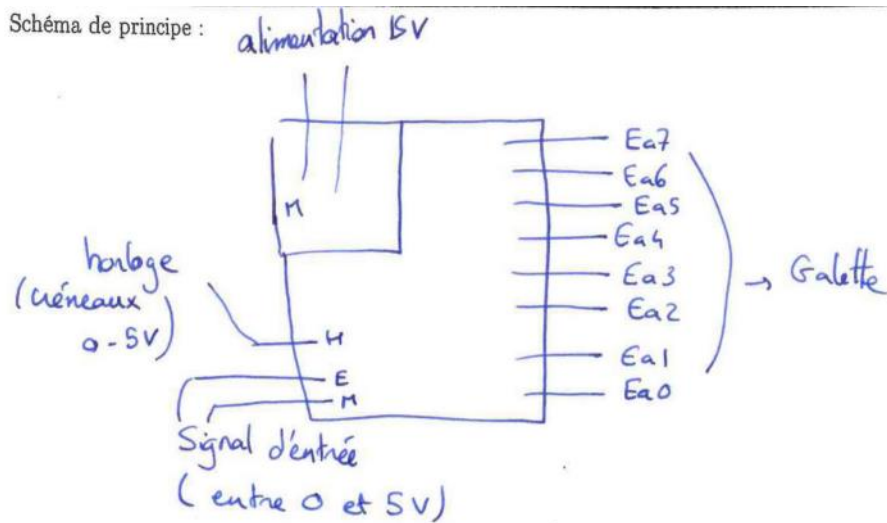 Schéma de principe :
alimentation 15V
M
Ea7
Ea6
Ea5
Ea4
Ea3
Ea2
Ea1
Ea0
→ Galette
horloge
(créneaux
0-5V)
H
E
M
Signal d'entrée
( entre 0 et 5V)